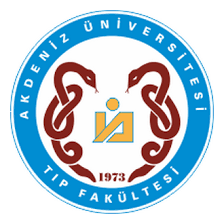 AKDENİZ ÜNİVERSİTESİ
1973
TIP FAKÜLTESİ